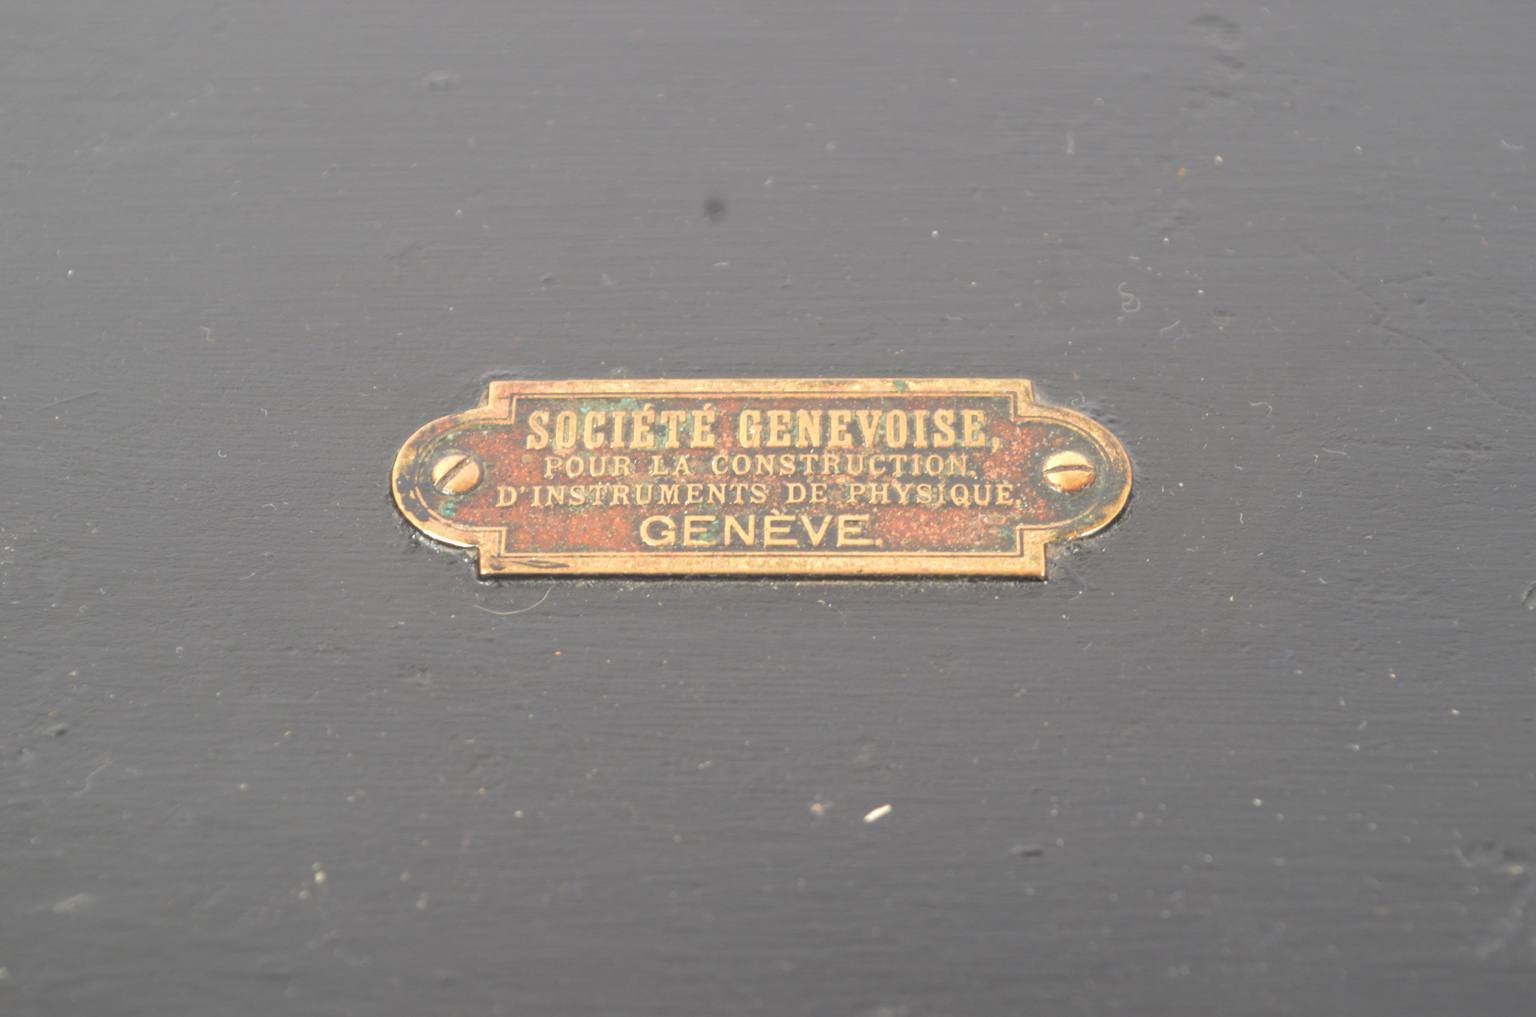 SOCIÉTÉ GENEVOISE,
POUR LA CONSTRUCTION,
D'INSTRUMENTS DE PHYSIQUE,
GENÈVE.